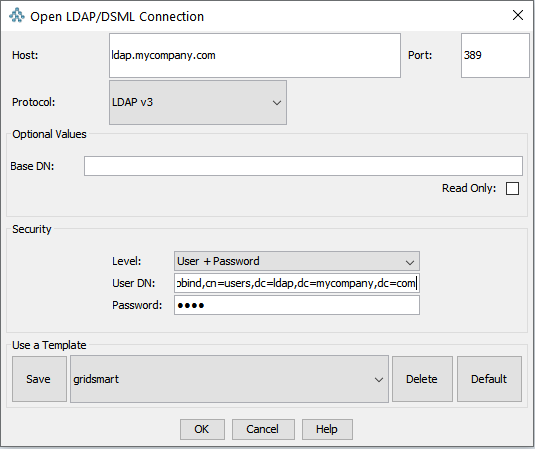 Open LDAP/DSML Connection
Host: ldap.mycompany.com Port: 389
Protocol: LDAP v3
Optional Values
Base DN:
Read Only:
Security
Level: User + Password
User DN: bind,cn=users,dc=ldap,dc=mycompany,dc=com
Password: ●●●●
Use a Template
Save gridsmart Delete Default
OK Cancel Help